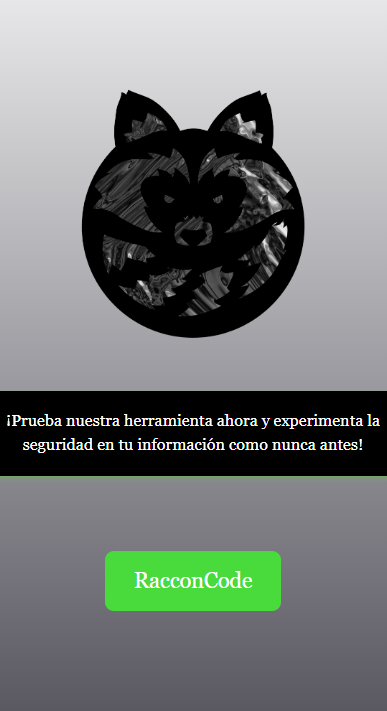 ¡Prueba nuestra herramienta ahora y experimenta la
seguridad en tu información como nunca antes!
RacconCode